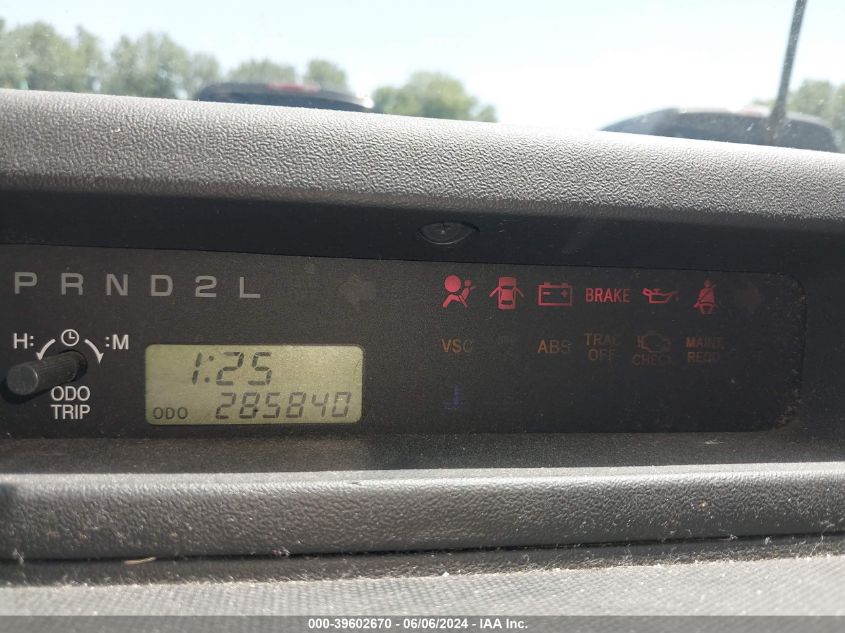 P R N D 2 L
BRAKE
H: :M
VSC ABS TRAC OFF CHECK MAINT REQD
1:25
ODO 285840
ODO
TRIP
000-39602670 - 06/06/2024 - IAA Inc.